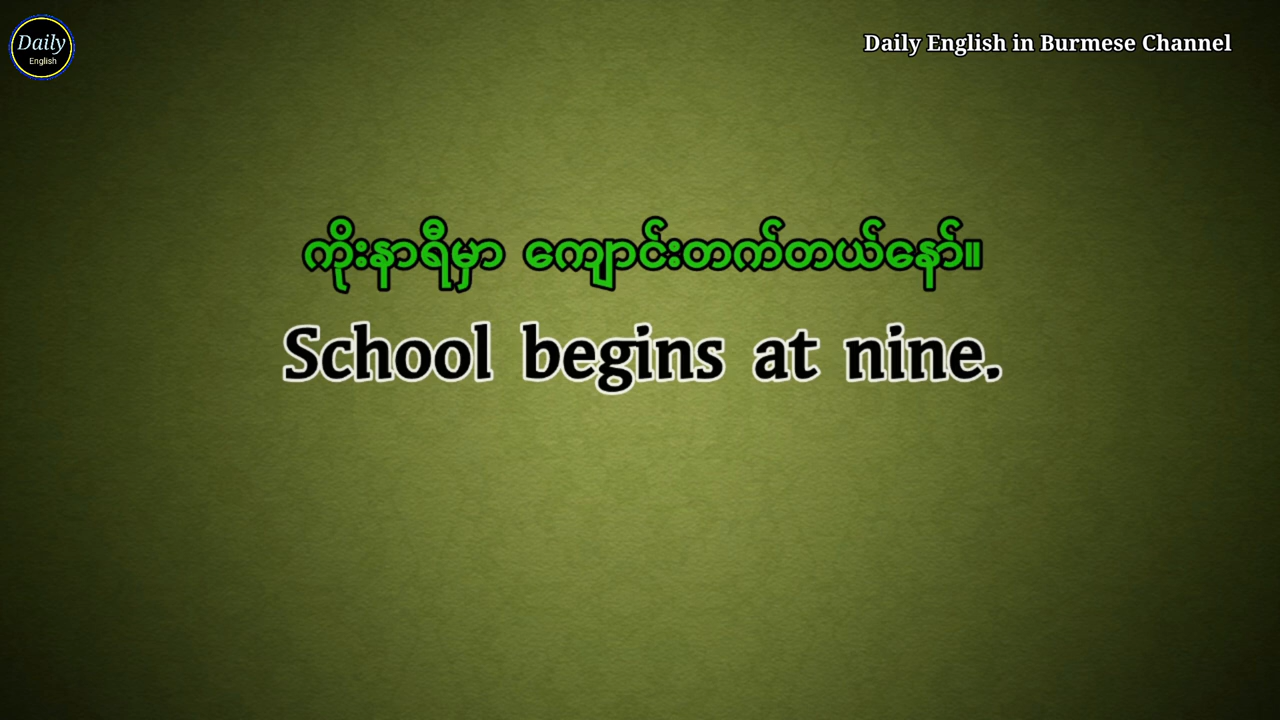 Daily
English
Daily English in Burmese Channel
ကိုးနာရီမှာ ကျောင်းတက်တယ်နော်။
School begins at nine.